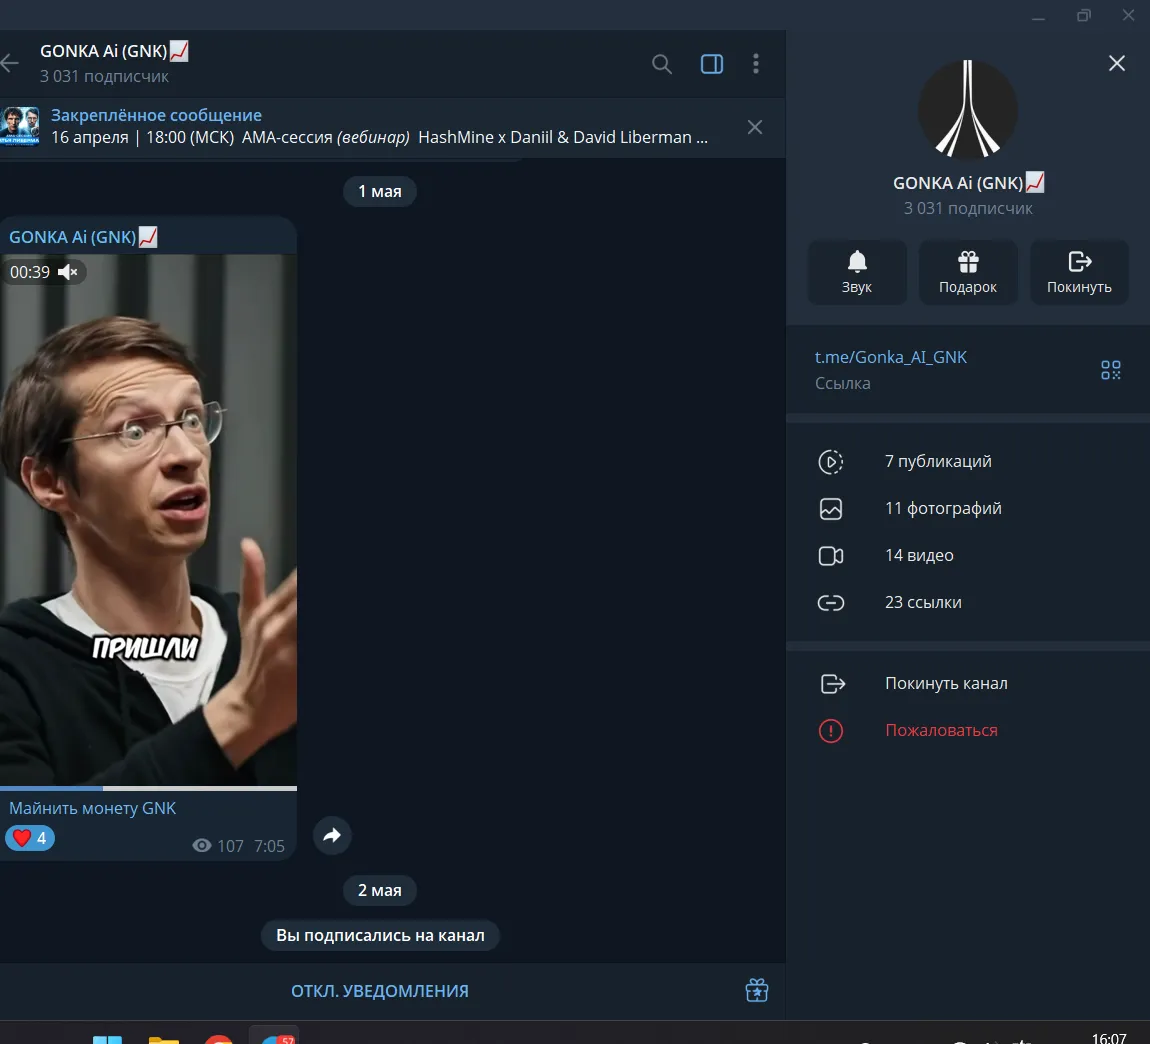 GONKA Ai (GNK)📈
3 031 подписчик
Закреплённое сообщение
16 апреля | 18:00 (МСК) AMA-сессия (вебинар) HashMine x Daniil & David Liberman ...
1 мая
GONKA Ai (GNK)📈
00:39
ПРИШЛИ
Майнить монету GNK
❤️ 4
107 7:05
2 мая
Вы подписались на канал
ОТКЛ. УВЕДОМЛЕНИЯ
GONKA Ai (GNK)📈
3 031 подписчик
Звук
Подарок
Покинуть
t.me/Gonka_AI_GNK
Ссылка
7 публикаций
11 фотографий
14 видео
23 ссылки
Покинуть канал
Пожаловаться
57
16:07